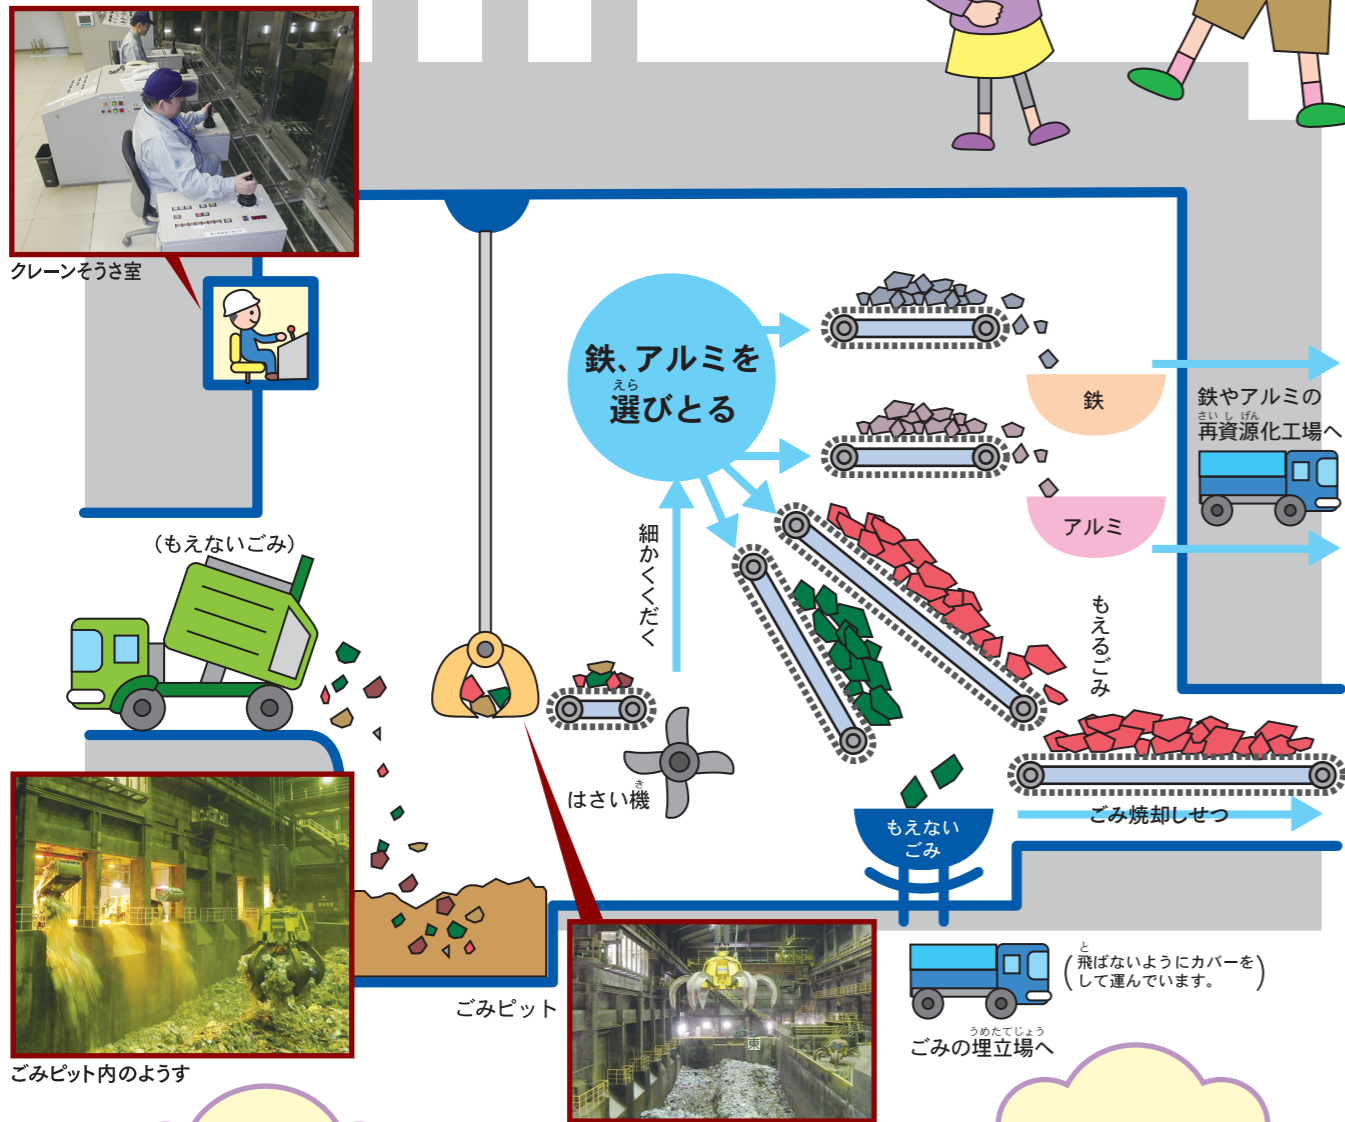 クレーンそうさ室
鉄、アルミを
えら
選びとる
鉄
鉄やアルミの
さいしげん
再資源化工場へ
アルミ
(もえないごみ)
細かくくだく
もえるごみ
き
はさい機
ごみ焼却しせつ
もえない
ごみ
ごみピット
東
と
(飛ばないようにカバーを
して運んでいます。)
うめたてじょう
ごみの埋立場へ
ごみピット内のようす